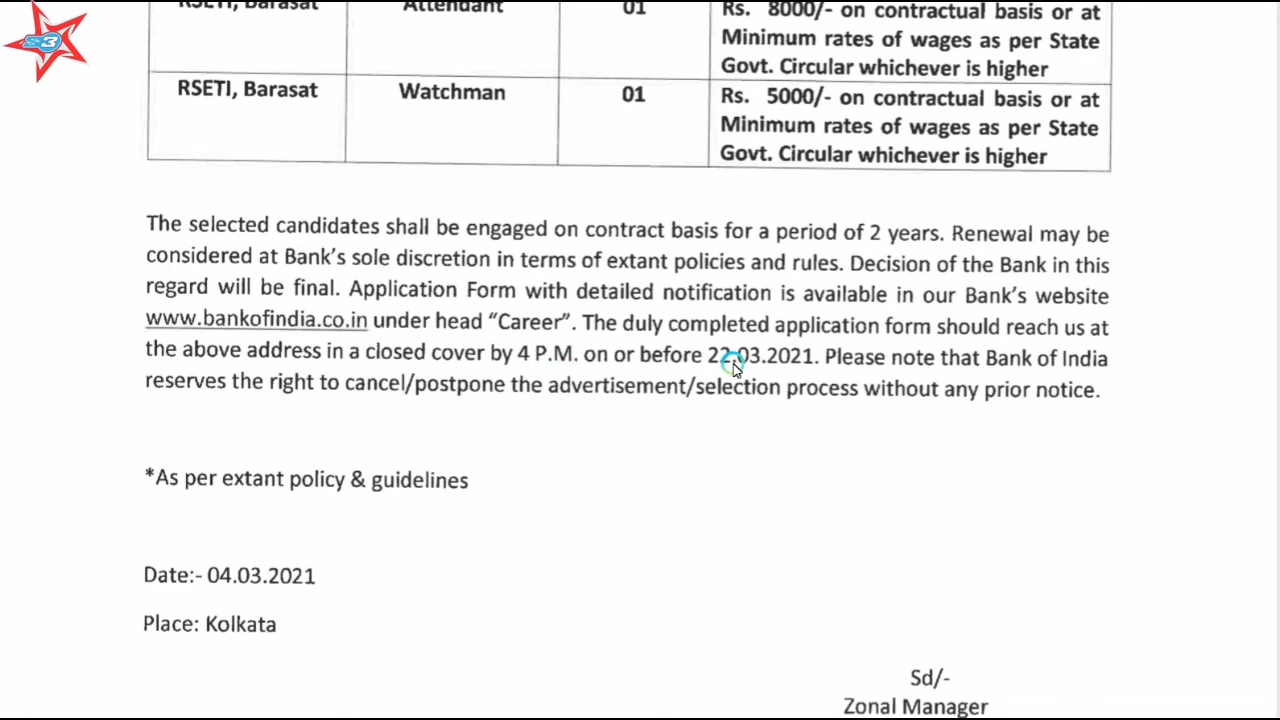 S3
RSETI, Barasat Attendant 01 Rs. 8000/- on contractual basis or at
Minimum rates of wages as per State
Govt. Circular whichever is higher
RSETI, Barasat Watchman 01 Rs. 5000/- on contractual basis or at
Minimum rates of wages as per State
Govt. Circular whichever is higher
The selected candidates shall be engaged on contract basis for a period of 2 years. Renewal may be
considered at Bank's sole discretion in terms of extant policies and rules. Decision of the Bank in this
regard will be final. Application Form with detailed notification is available in our Bank's website
www.bankofindia.co.in under head “Career”. The duly completed application form should reach us at
the above address in a closed cover by 4 P.M. on or before 22.03.2021. Please note that Bank of India
reserves the right to cancel/postpone the advertisement/selection process without any prior notice.
*As per extant policy & guidelines
Date:- 04.03.2021
Place: Kolkata
Sd/-
Zonal Manager